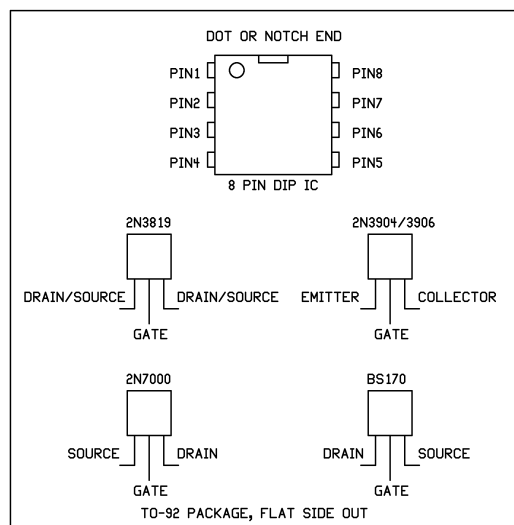 DOT OR NOTCH END
PIN1 PIN8
PIN2 PIN7
PIN3 PIN6
PIN4 PIN5
8 PIN DIP IC
2N3819 2N3904/3906
DRAIN/SOURCE DRAIN/SOURCE EMITTER COLLECTOR
GATE GATE
2N7000 BS170
SOURCE DRAIN DRAIN SOURCE
GATE GATE
TO-92 PACKAGE, FLAT SIDE OUT